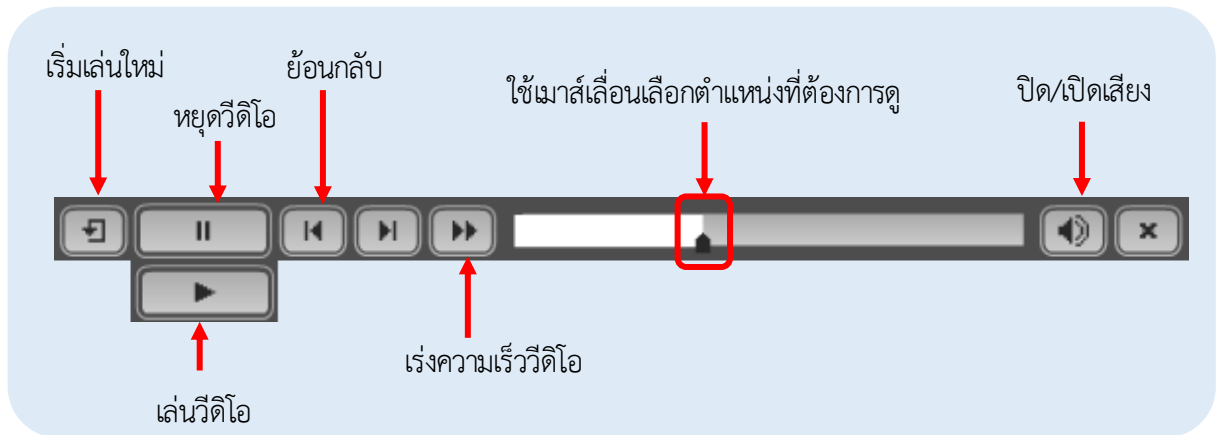 เริ่มเล่นใหม่
หยุดวีดิโอ
ย้อนกลับ
ใช้เมาส์เลื่อนเลือกตำแหน่งที่ต้องการดู
ปิด/เปิดเสียง
เร่งความเร็ววีดิโอ
เล่นวีดิโอ